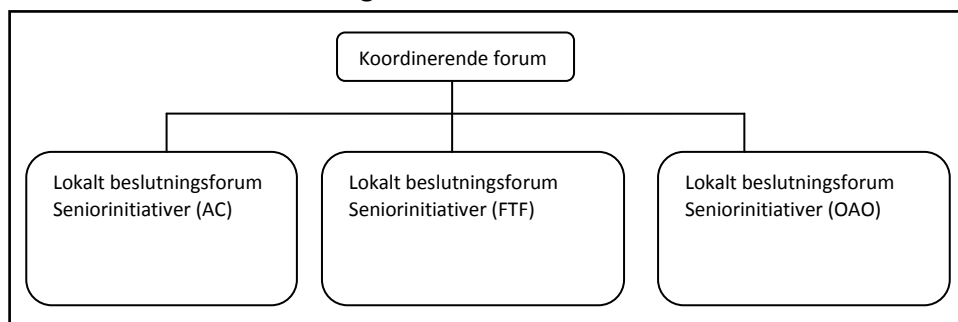 Koordinerende forum
Lokalt beslutningsforum
Seniorinitiativer (AC)
Lokalt beslutningsforum
Seniorinitiativer (FTF)
Lokalt beslutningsforum
Seniorinitiativer (OAO)